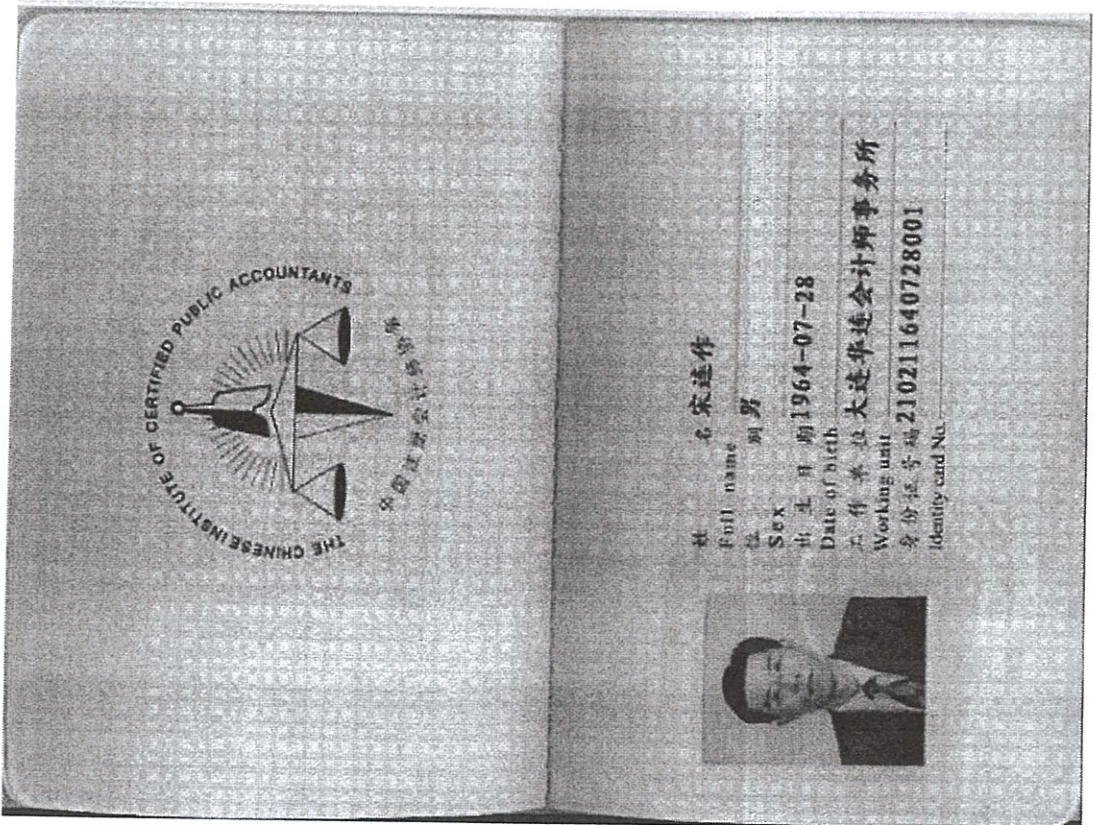 THE CHINESE INSTITUTE OF CERTIFIED PUBLIC ACCOUNTANTS
中国注册会计师协会
姓 名 宋连作
Full name
性 别 男
Sex
出生日期 1964-07-28
Date of birth
工作单位 大连华连会计师事务所
Working unit
身份证号码 210211640728001
Identity card No.